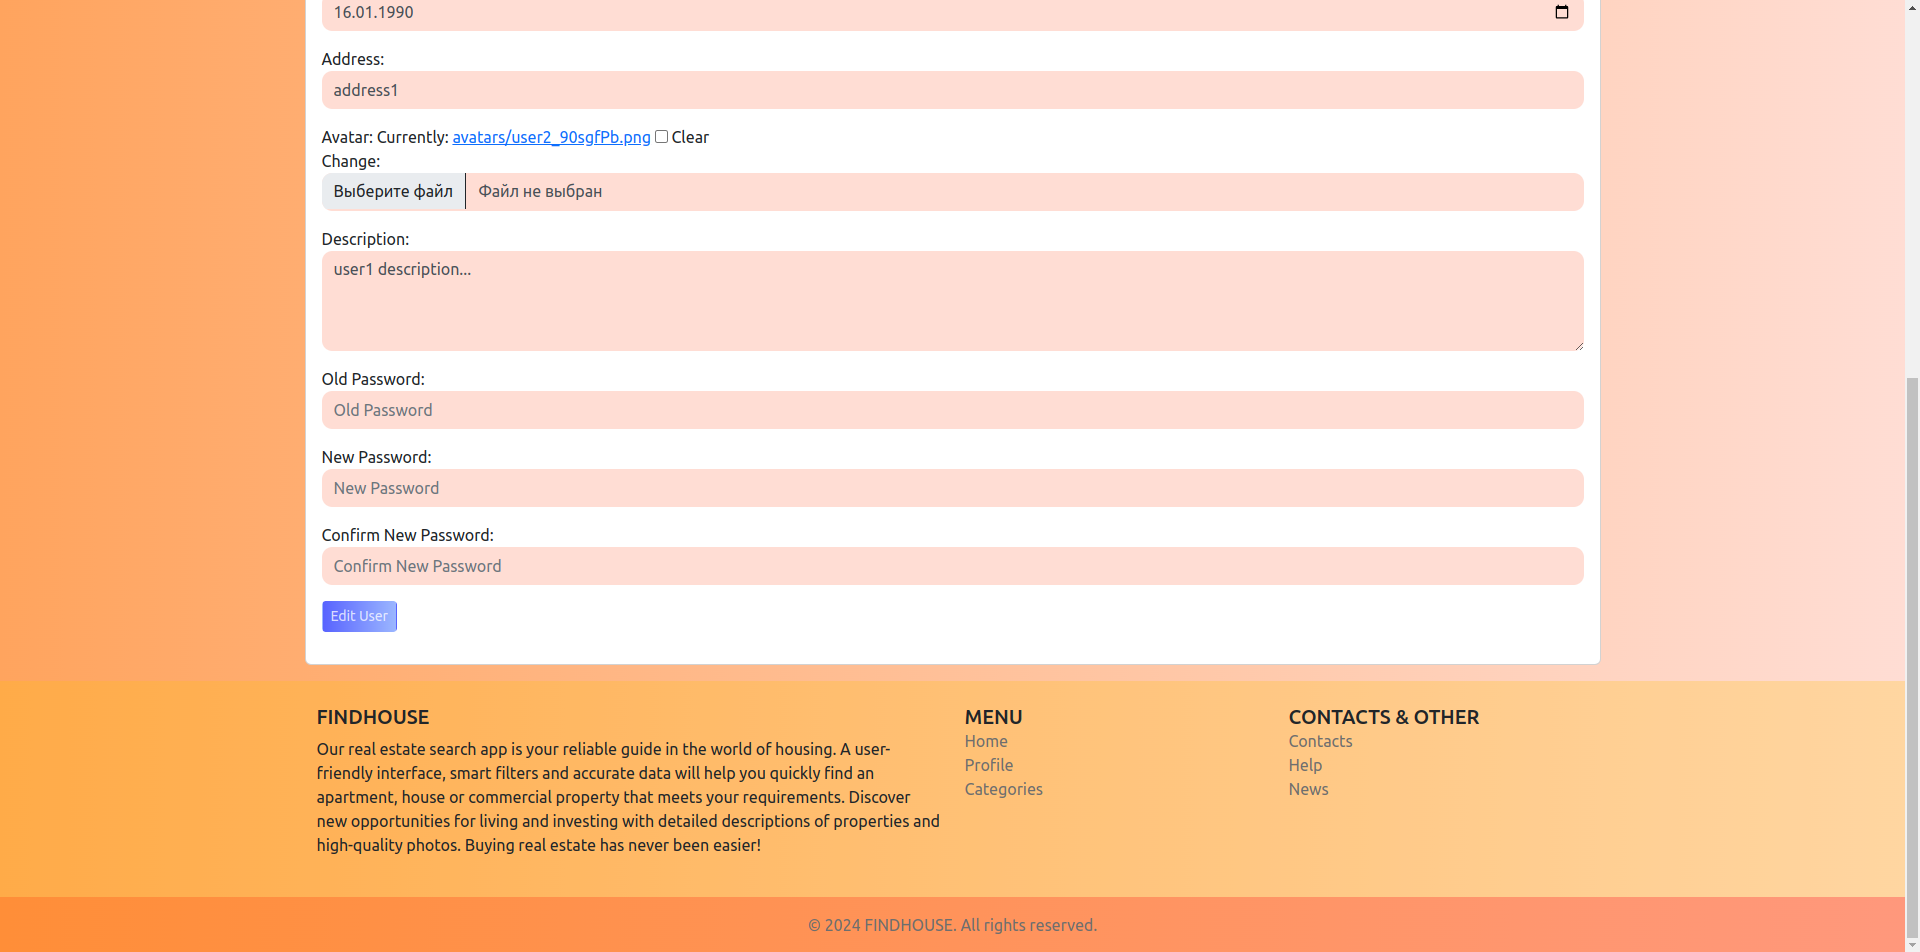 16.01.1990
Address:
address1
Avatar: Currently: avatars/user2_90sgfPb.png Clear
Change:
Выберите файл Файл не выбран
Description:
user1 description...
Old Password:
Old Password
New Password:
New Password
Confirm New Password:
Confirm New Password
Edit User
FINDHOUSE
Our real estate search app is your reliable guide in the world of housing. A user-
friendly interface, smart filters and accurate data will help you quickly find an
apartment, house or commercial property that meets your requirements. Discover
new opportunities for living and investing with detailed descriptions of properties and
high-quality photos. Buying real estate has never been easier!
MENU
Home
Profile
Categories
CONTACTS & OTHER
Contacts
Help
News
© 2024 FINDHOUSE. All rights reserved.